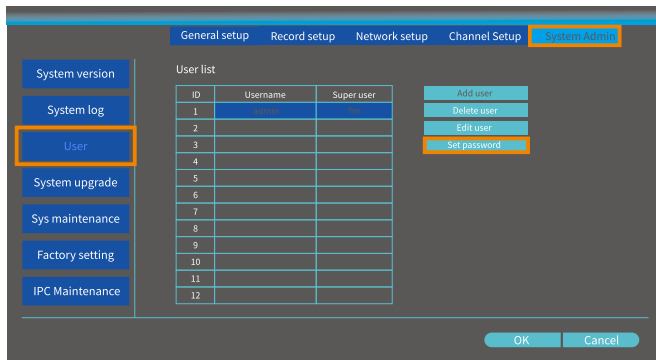 General setup Record setup Network setup Channel Setup System Admin
System version
System log
User
System upgrade
Sys maintenance
Factory setting
IPC Maintenance
User list
ID Username Super user
1 admin
2
3
4
5
6
7
8
9
10
11
12
Add user
Delete user
Edit user
Set password
OK Cancel